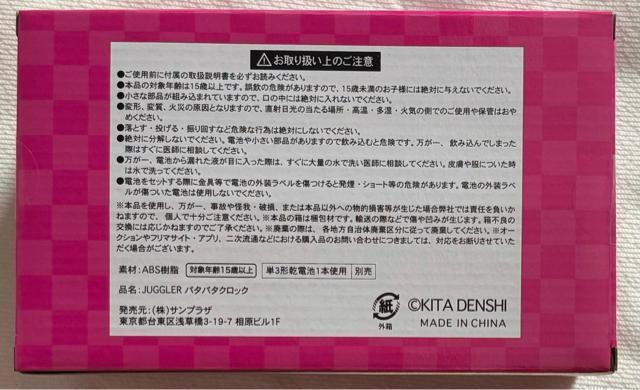 ⚠お取り扱い上のご注意
●ご使用前に付属の取扱説明書を必ずお読みください。
●本品の対象年齢は15歳以上です。誤飲の危険がありますので、15歳未満のお子様には絶対に与えないでください。
●小さな部品が組み込まれていますので、口の中には絶対に入れないでください。
●変形、変質、火災の原因となりますので、直射日光の当たる場所・高温・多湿・火気の側でのご使用や保管はおや
めください。
●落とす・投げる・振り回すなど危険な行為は絶対にしないでください。
●絶対に分解しないでください。電池や小さい部品がありますので飲み込むと危険です。万が一、飲み込んでしまった
際はすぐに医師に相談してください。
●万が一、電池から漏れた液が目に入った際は、すぐに大量の水で洗い医師に相談してください。皮膚や服についた時
は水で洗ってください。
●電池をセットする際に金具等で電池の外装ラベルを傷つけると発煙・ショート等の危険があります。電池の外装ラベ
ルが傷ついた電池は使用しないでください。
※本品を使用し、万が一、事故や怪我・破損、または本品以外への物的損害等が生じた場合弊社では責任を負いか
ねますので、個人で十分ご注意ください。※本品の箱は梱包材です。輸送の際などで傷や凹みが生じます。箱不良の
交換には応じかねますのでご了承ください。※廃棄の際は、各地方自治体廃棄区分に従って廃棄してください。※オー
クションやフリマサイト・アプリ、二次流通などにおける購入品のお問い合わせにつきましては、対応をお断りさせていた
だく場合がございます。
素材:ABS樹脂 対象年齢15歳以上 単3形乾電池1本使用 別売
品名:JUGGLER パタパタクロック
発売元:(株)サンプラザ
東京都台東区浅草橋3-19-7 相原ビル1F
紙
外箱
©KITA DENSHI
MADE IN CHINA